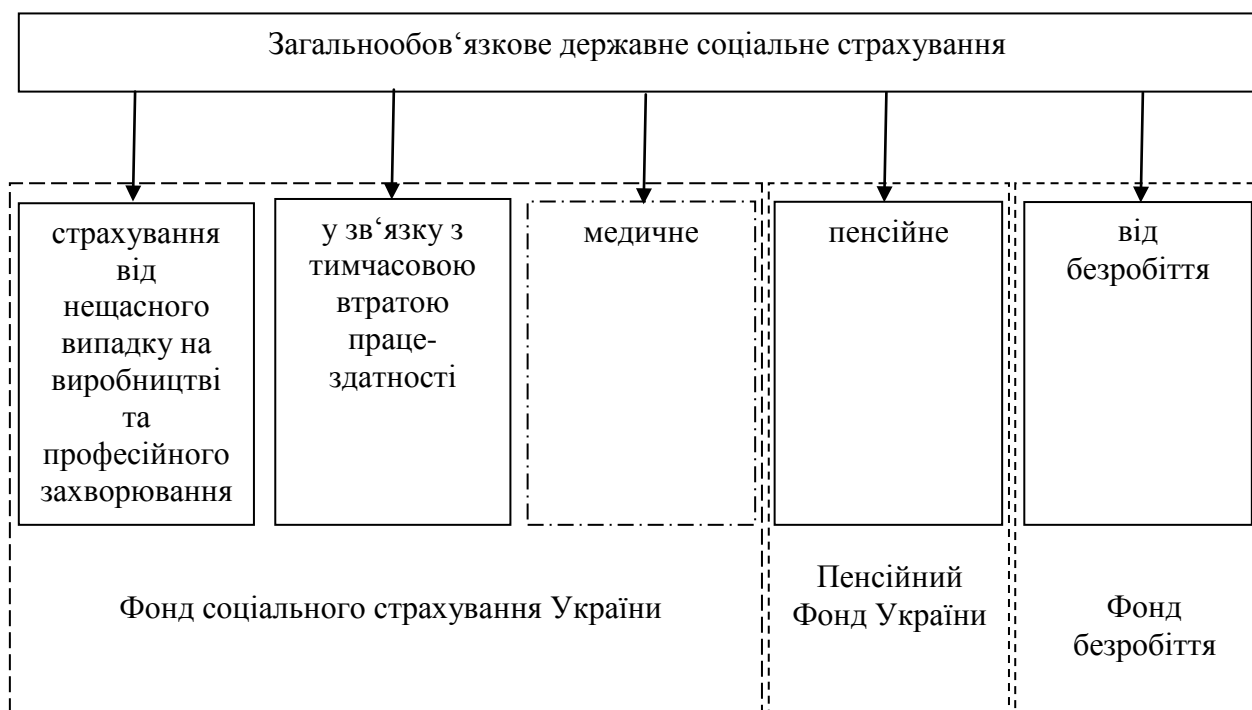 Загальнообов‘язкове державне соціальне страхування
страхування
від
нещасного
випадку на
виробництві
та
професійного
захворювання
у зв‘язку з
тимчасовою
втратою
праце-
здатності
медичне
пенсійне
від
безробіття
Фонд соціального страхування України
Пенсійний
Фонд України
Фонд
безробіття